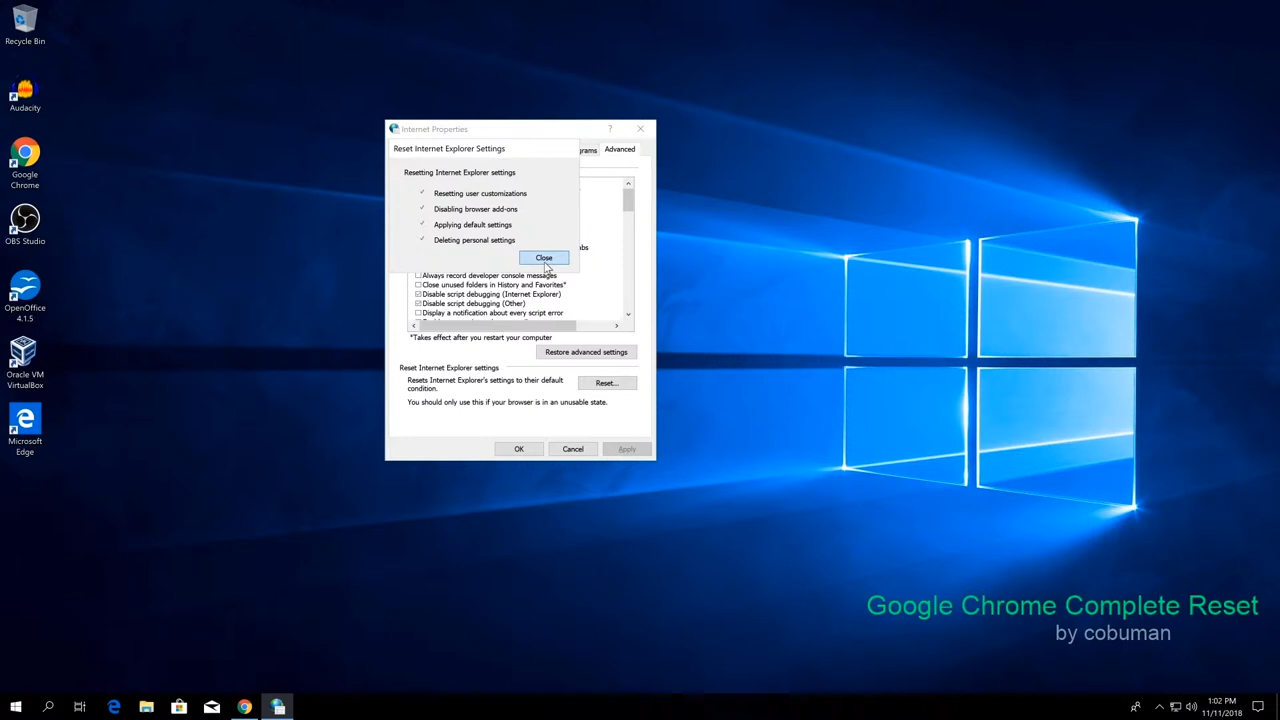 Recycle Bin
Audacity
Google
Chrome
OBS Studio
OpenOffice
4.1.5
Oracle VM
VirtualBox
Microsoft
Edge
Internet Properties
?
Reset Internet Explorer Settings
grams
Advanced
Resetting Internet Explorer settings
Resetting user customizations
Disabling browser add-ons
Applying default settings
Deleting personal settings
abs
Close
Always record developer console messages
Close unused folders in History and Favorites*
Disable script debugging (Internet Explorer)
Disable script debugging (Other)
Display a notification about every script error
*Takes effect after you restart your computer
Restore advanced settings
Reset Internet Explorer settings
Resets Internet Explorer's settings to their default
condition.
Reset...
You should only use this if your browser is in an unusable state.
OK
Cancel
Apply
Google Chrome Complete Reset
by cobuman
1:02 PM
11/11/2018